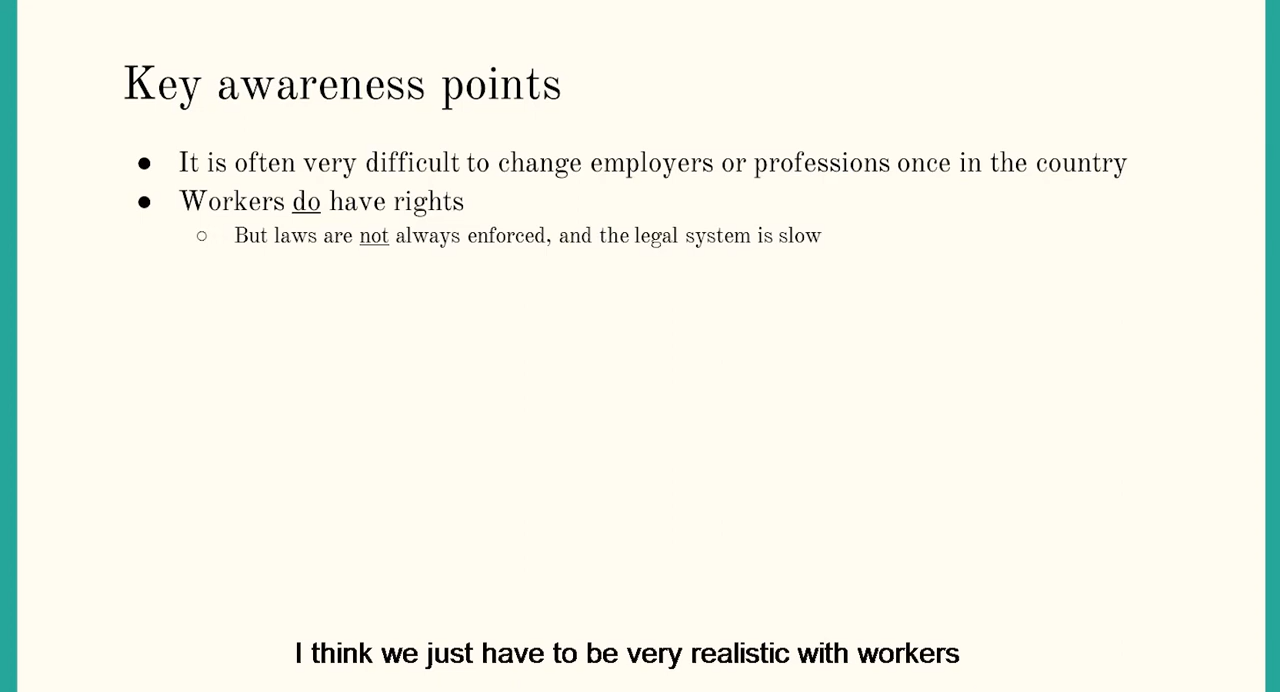 Key awareness points
● It is often very difficult to change employers or professions once in the country
● Workers do have rights
○ But laws are not always enforced, and the legal system is slow
I think we just have to be very realistic with workers